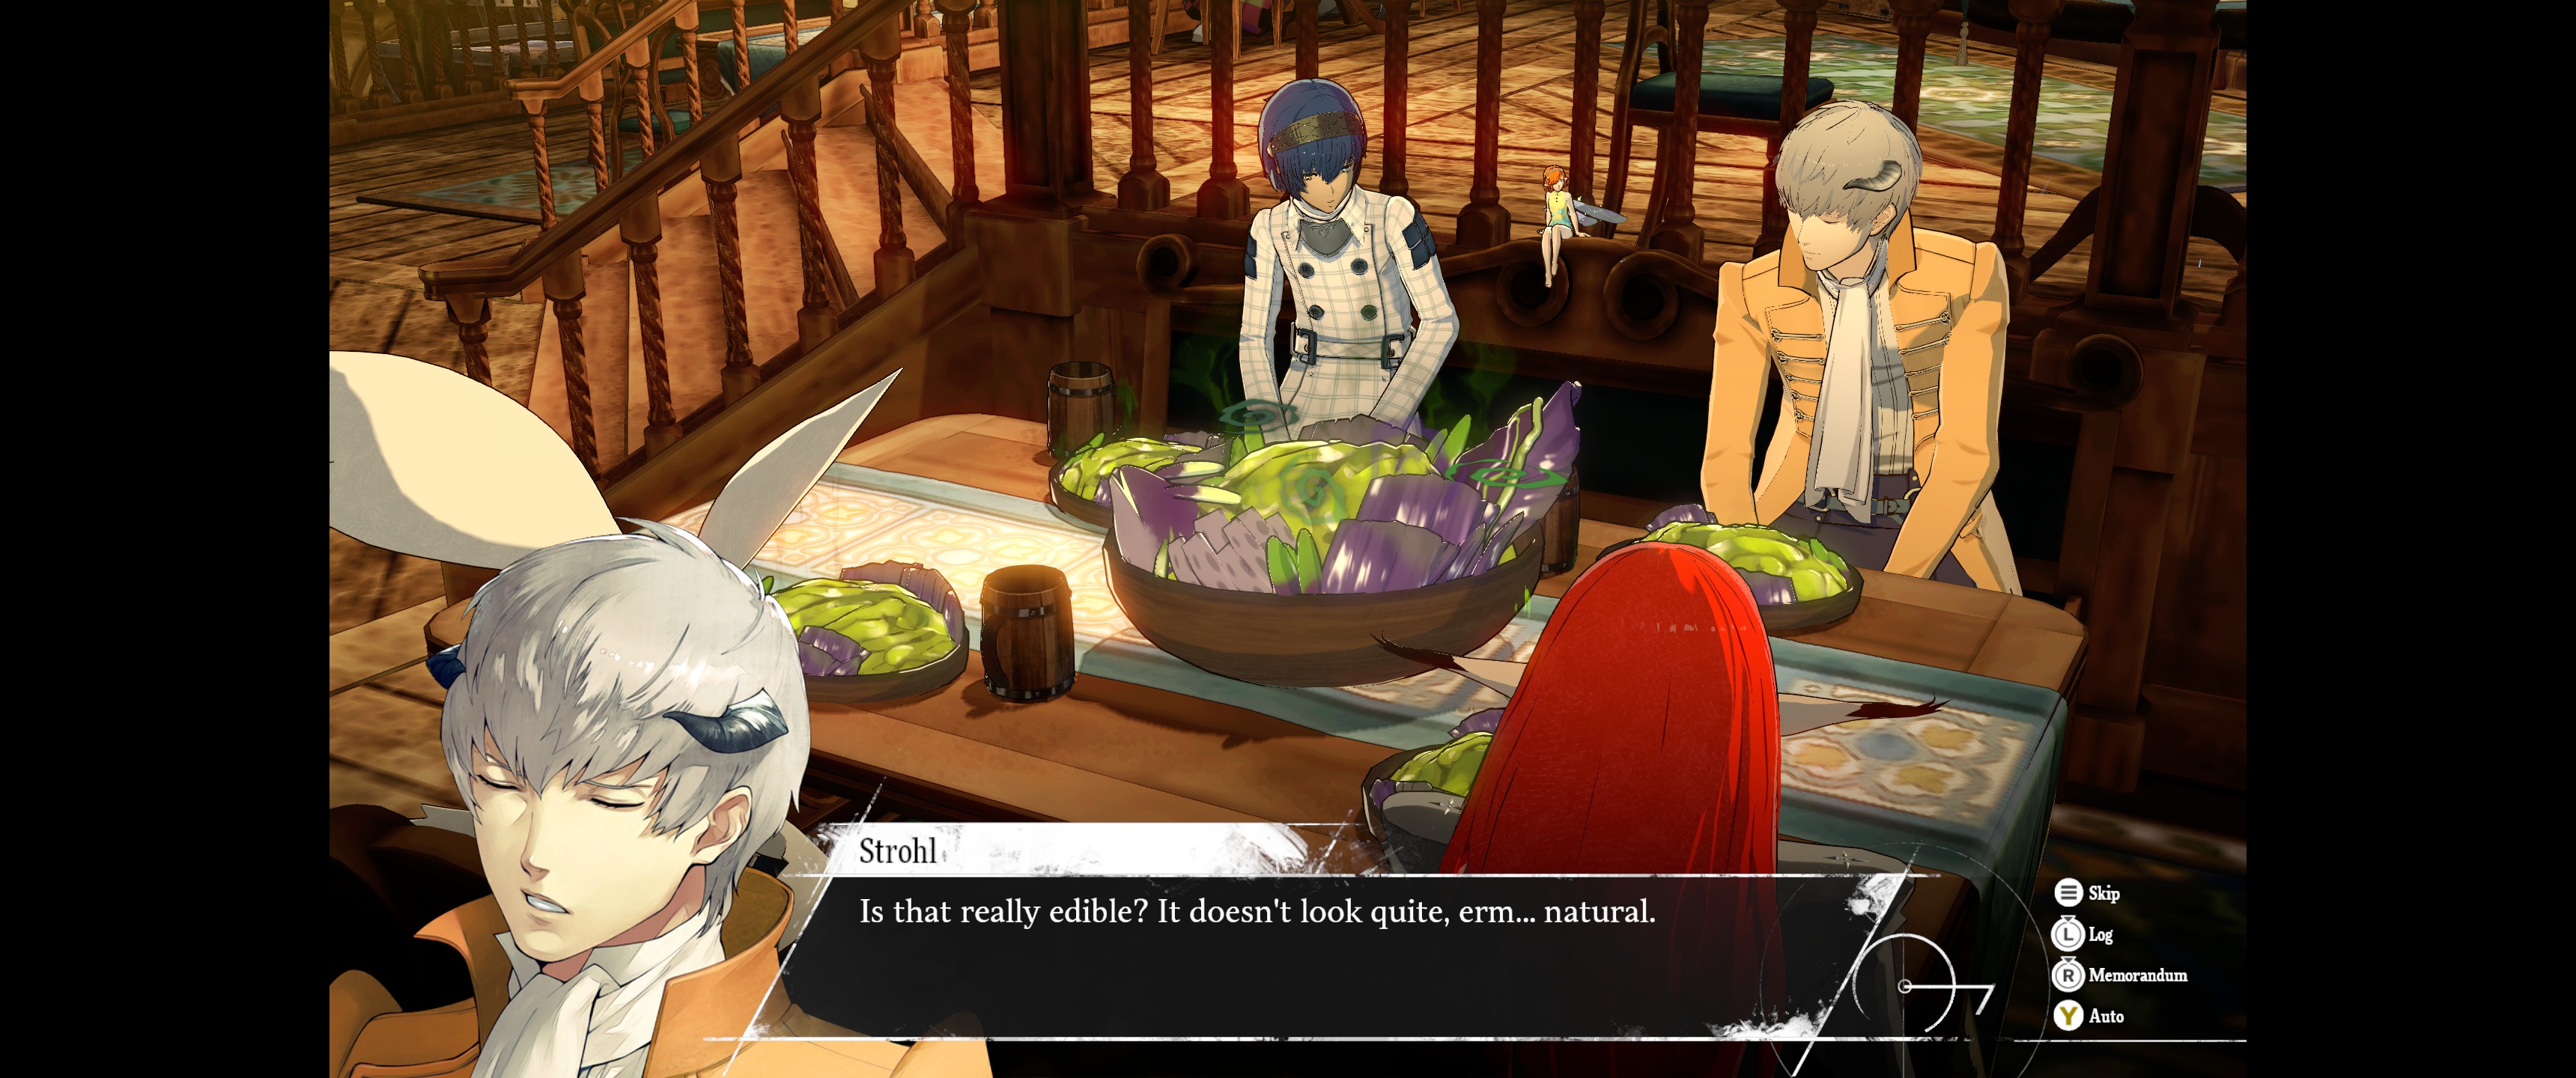 Strohl
Is that really edible? It doesn't look quite, erm... natural.
Skip
L Log
R Memorandum
Y Auto